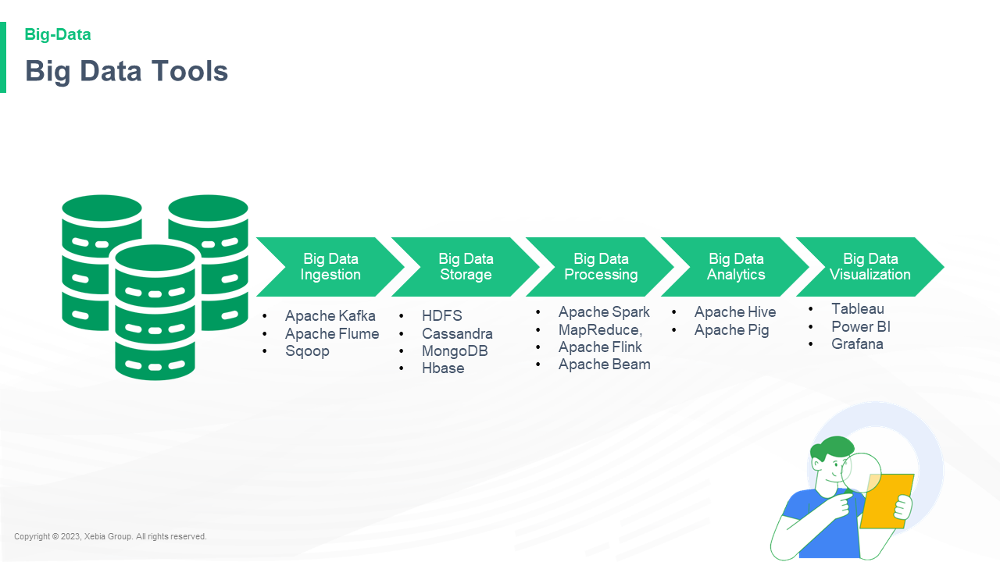 Big-Data
Big Data Tools
Big Data
Ingestion
Big Data
Storage
Big Data
Processing
Big Data
Analytics
Big Data
Visualization
• Apache Kafka
• Apache Flume
• Sqoop
• HDFS
• Cassandra
• MongoDB
• Hbase
• Apache Spark
• MapReduce,
• Apache Flink
• Apache Beam
• Apache Hive
• Apache Pig
• Tableau
• Power BI
• Grafana
Copyright © 2023, Xebia Group. All rights reserved.